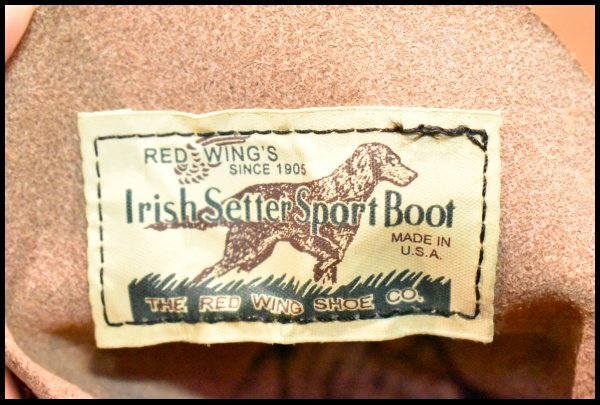 RED WING'S
SINCE 1905
Irish Setter Sport Boot
MADE IN
U.S.A.
THE RED WING SHOE CO.